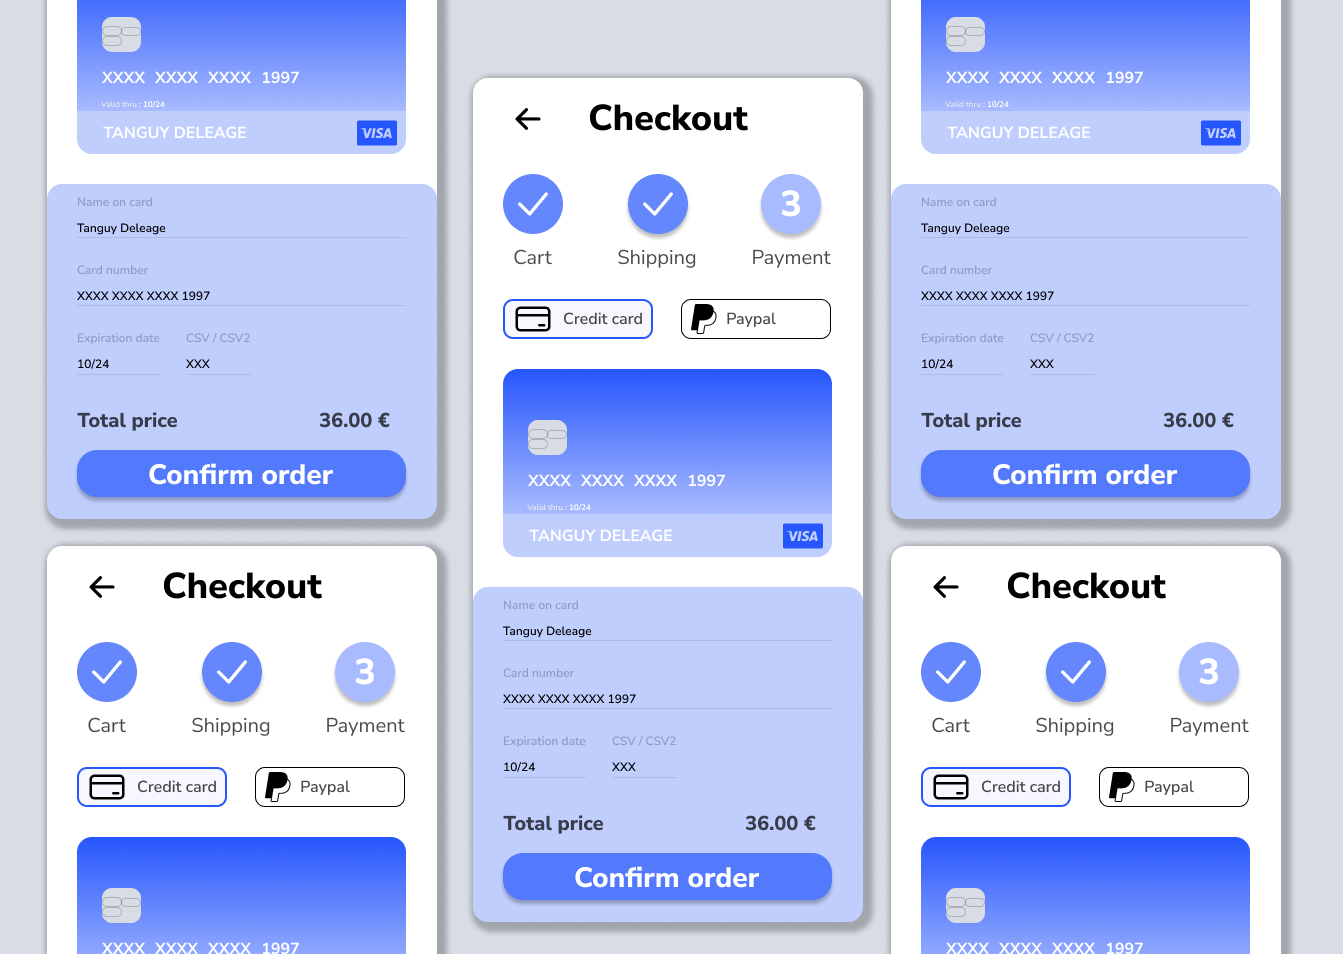 XXXX XXXX XXXX 1997
Valid thru : 10/24
TANGUY DELEAGE
VISA
Name on card
Tanguy Deleage
Card number
XXXX XXXX XXXX 1997
Expiration date
CSV / CSV2
10/24
XXX
Total price
36.00 €
Confirm order
Checkout
Cart
Shipping
3
Payment
Credit card
Paypal
XXXX XXXX XXXX 1997
Checkout
Cart
Shipping
3
Payment
Credit card
Paypal
XXXX XXXX XXXX 1997
Valid thru : 10/24
TANGUY DELEAGE
VISA
Name on card
Tanguy Deleage
Card number
XXXX XXXX XXXX 1997
Expiration date
CSV / CSV2
10/24
XXX
Total price
36.00 €
Confirm order
XXXX XXXX XXXX 1997
Valid thru : 10/24
TANGUY DELEAGE
VISA
Name on card
Tanguy Deleage
Card number
XXXX XXXX XXXX 1997
Expiration date
CSV / CSV2
10/24
XXX
Total price
36.00 €
Confirm order
Checkout
Cart
Shipping
3
Payment
Credit card
Paypal
XXXX XXXX XXXX 1997